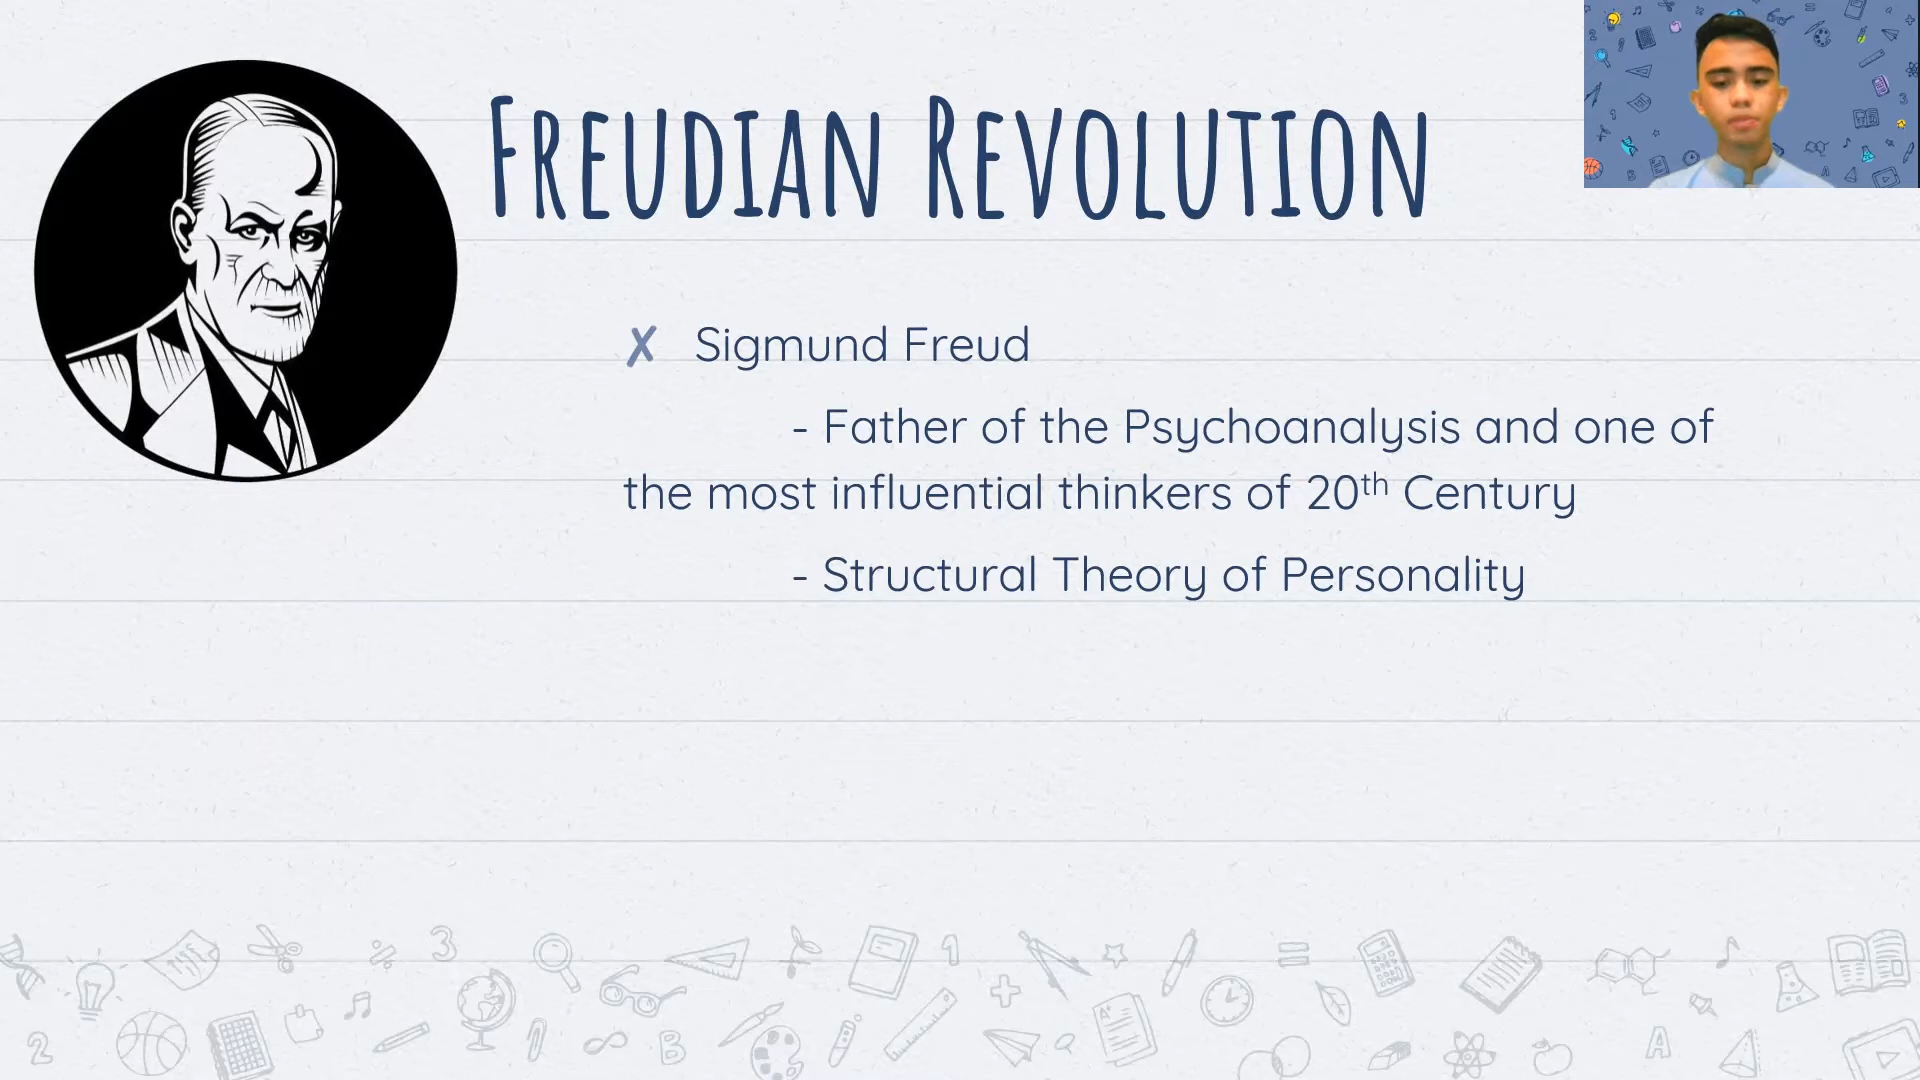 Freudian Revolution
✗ Sigmund Freud
- Father of the Psychoanalysis and one of
the most influential thinkers of 20th Century
- Structural Theory of Personality